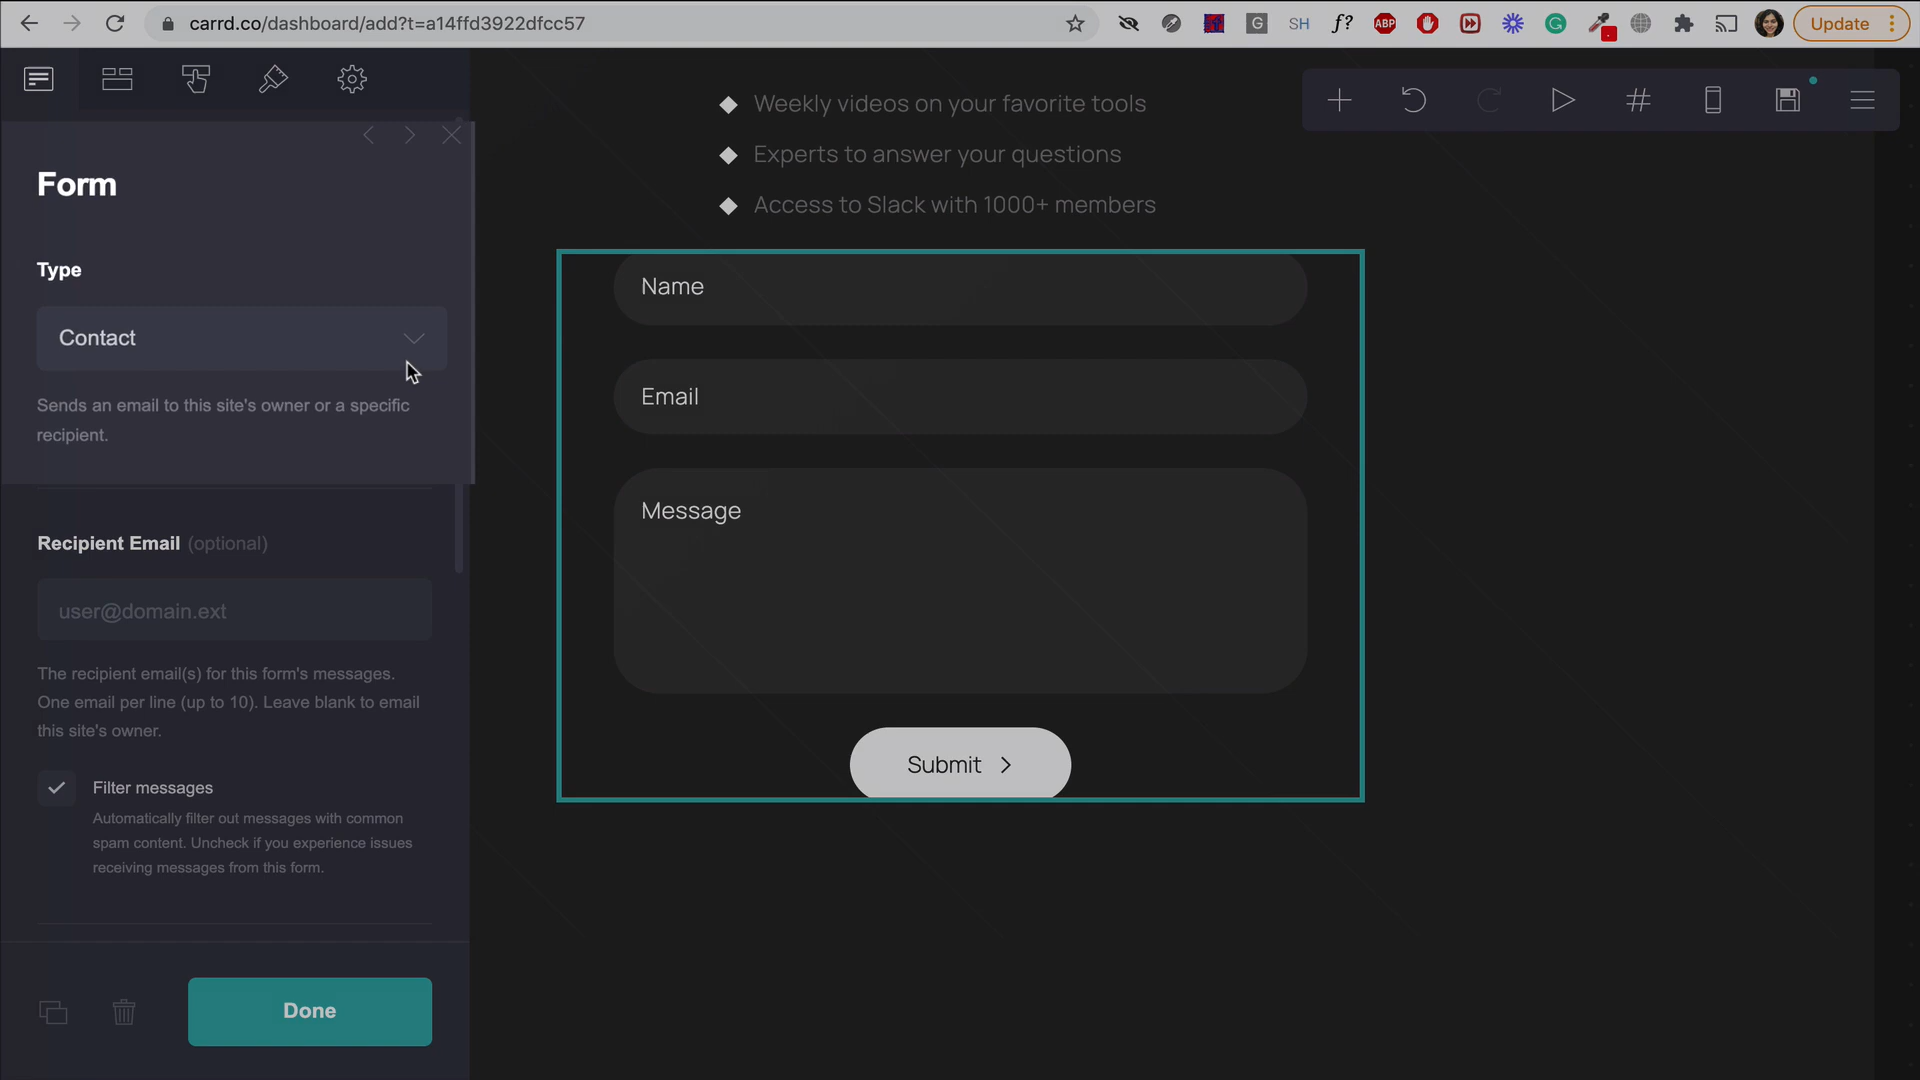 carrd.co/dashboard/add?t=a14ffd3922dfcc57
G
SH
f?
ABP
G
Update
Form
Type
Contact
Sends an email to this site's owner or a specific
recipient.
Recipient Email (optional)
user@domain.ext
The recipient email(s) for this form's messages.
One email per line (up to 10). Leave blank to email
this site's owner.
Filter messages
Automatically filter out messages with common
spam content. Uncheck if you experience issues
receiving messages from this form.
Done
Weekly videos on your favorite tools
Experts to answer your questions
Access to Slack with 1000+ members
Name
Email
Message
Submit